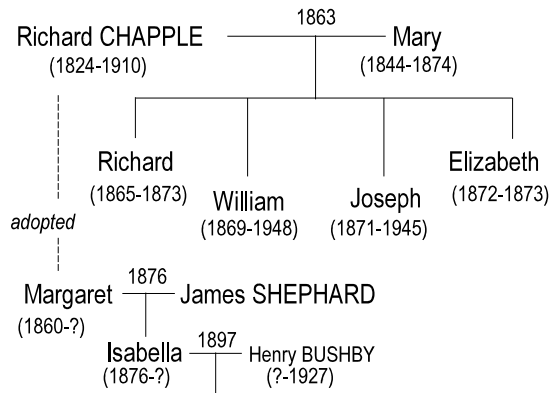 1863
Richard CHAPPLE Mary
(1824-1910) (1844-1874)
Richard Elizabeth
(1865-1873) (1872-1873)
William Joseph
(1869-1948) (1871-1945)
adopted
1876
Margaret James SHEPHARD
(1860-?)
1897
Isabella Henry BUSHBY
(1876-?) (?-1927)